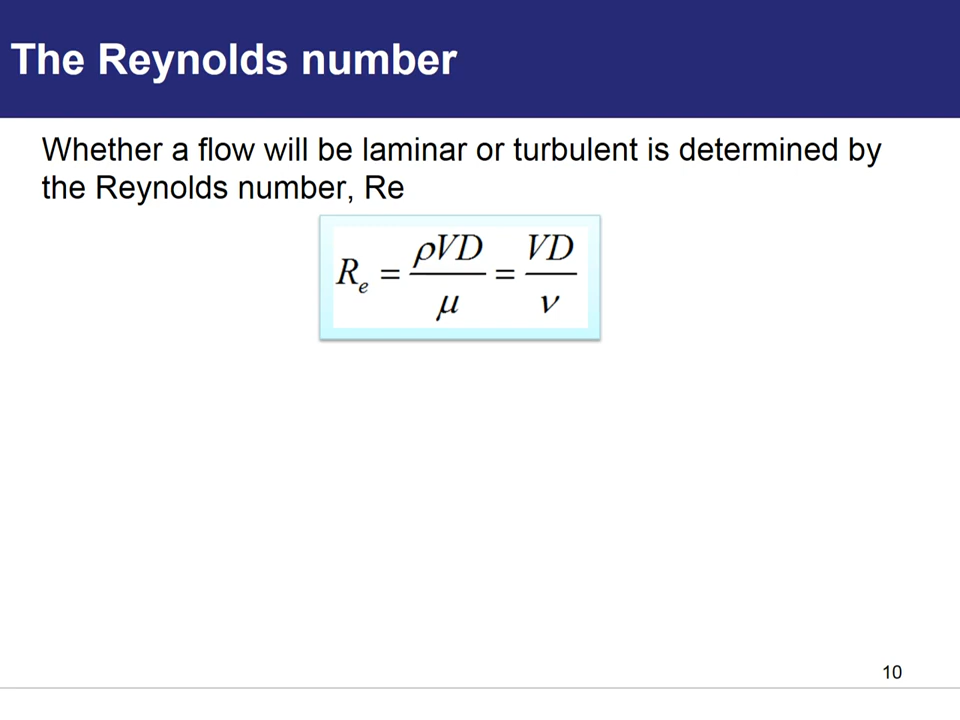 The Reynolds number
Whether a flow will be laminar or turbulent is determined by
the Reynolds number, Re
Rₑ = ρVD/μ = VD/ν
10